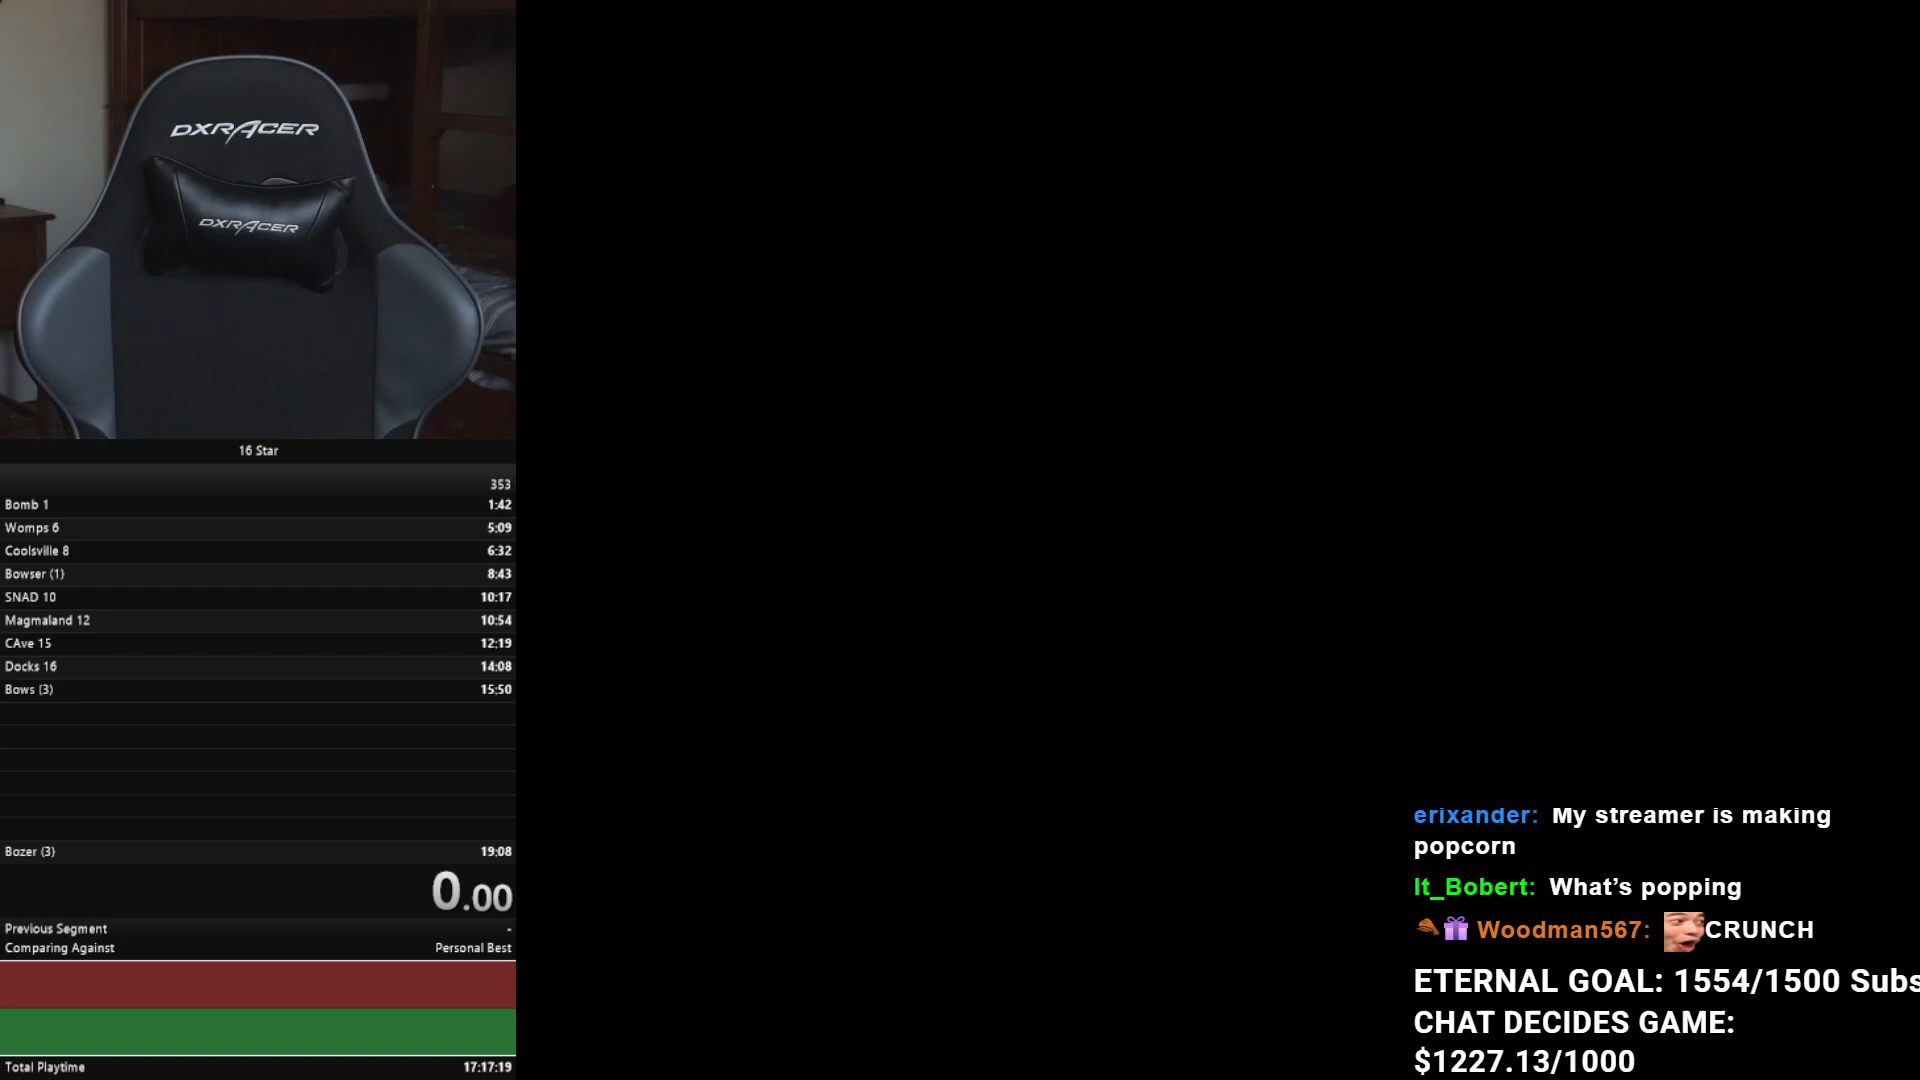 DXRACER
DXRACER
16 Star
353
Bomb 1 1:42
Womps 6 5:09
Coolsville 8 6:32
Bowser (1) 8:43
SNAD 10 10:17
Magmaland 12 10:54
CAve 15 12:19
Docks 16 14:08
Bows (3) 15:50
Bozer (3) 19:08
0.00
Previous Segment -
Comparing Against Personal Best
Total Playtime 17:17:19
erixander: My streamer is making
popcorn
It_Bobert: What's popping
Woodman567: CRUNCH
ETERNAL GOAL: 1554/1500 Subs
CHAT DECIDES GAME:
$1227.13/1000